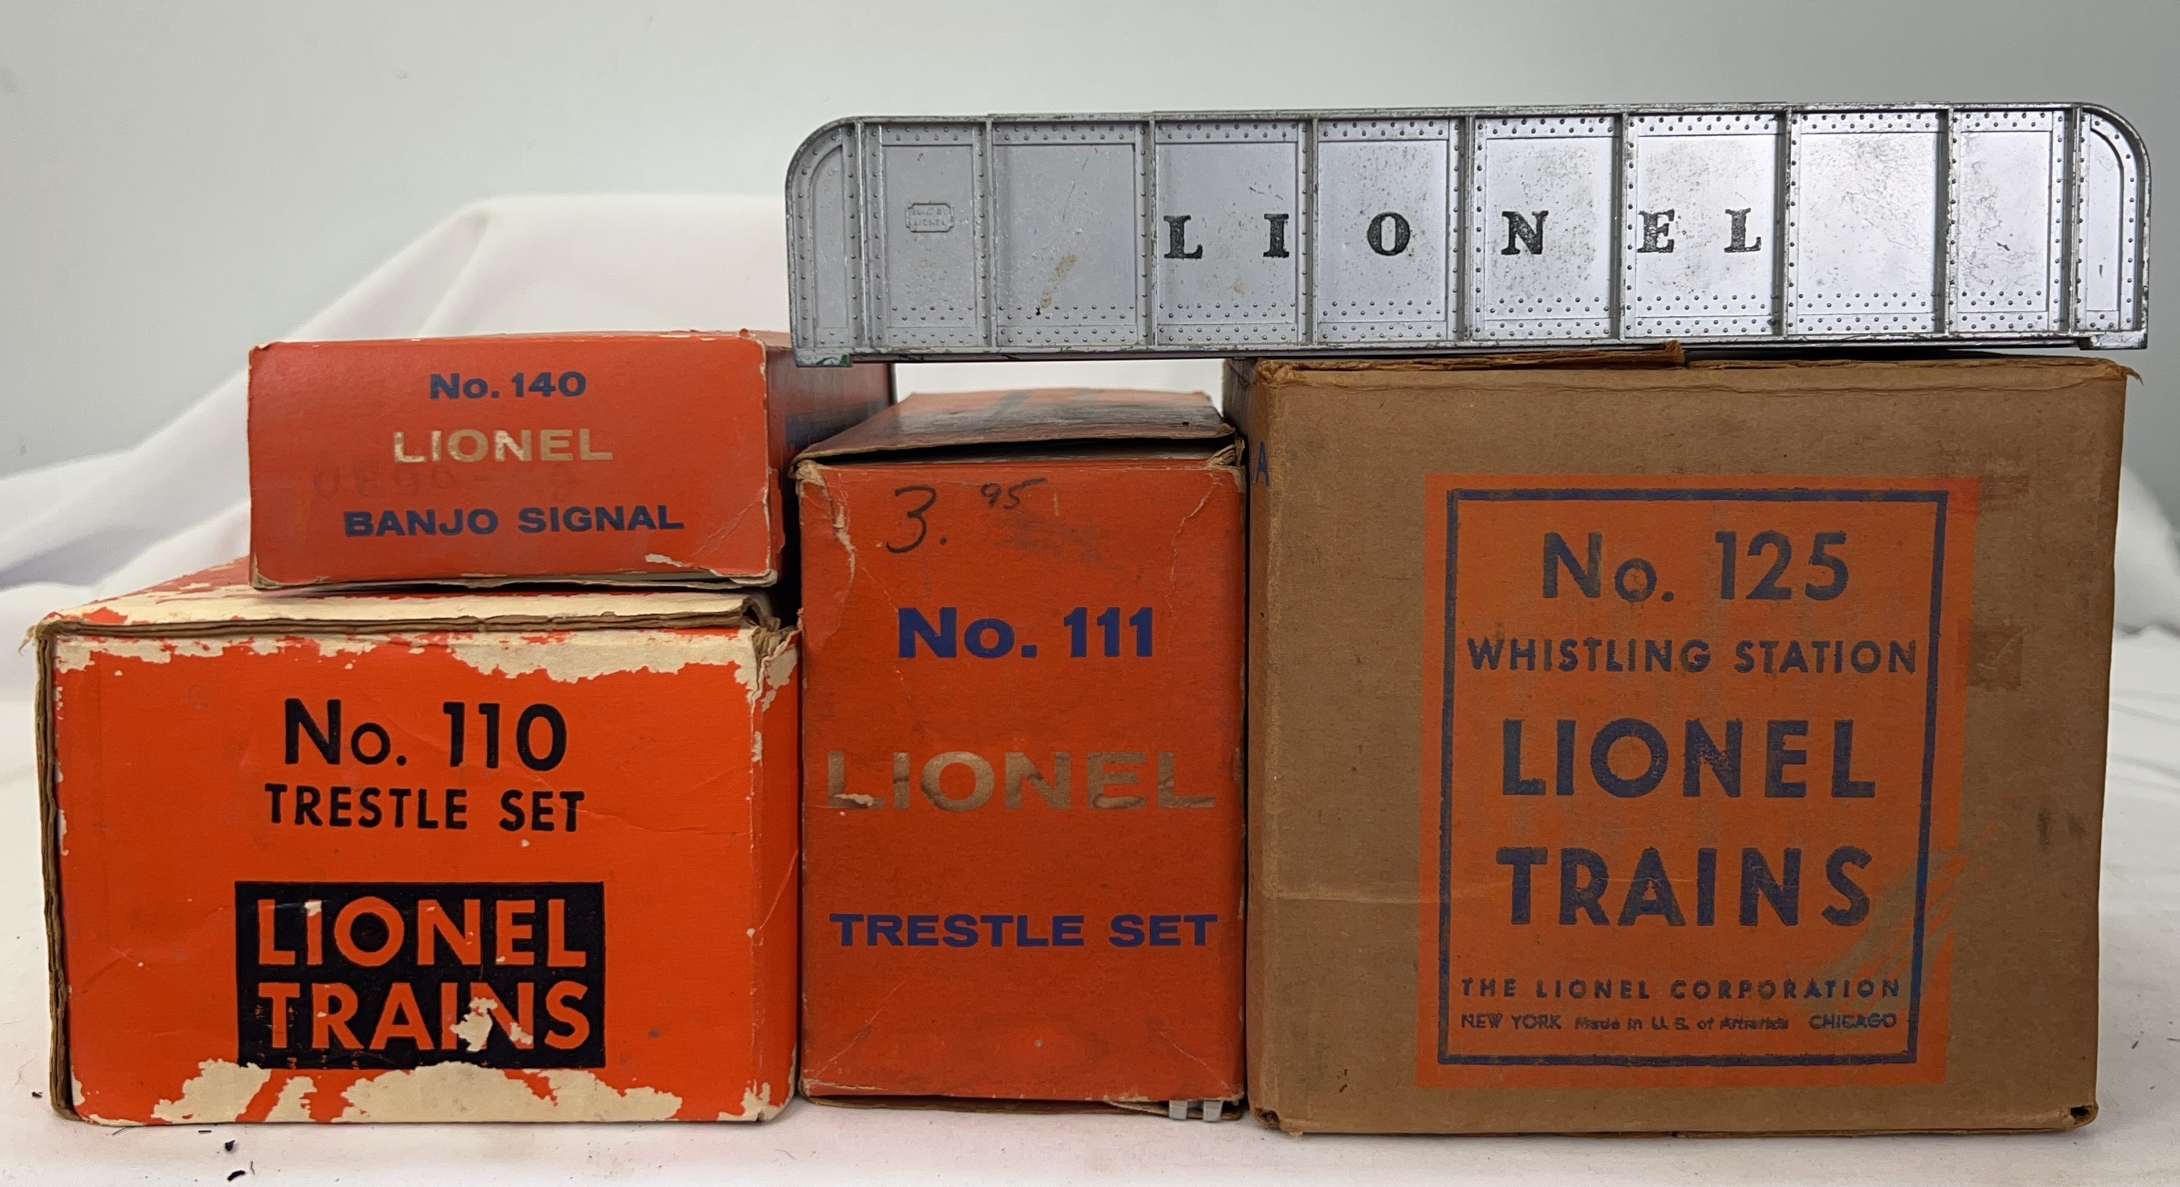 LIONEL
No. 140
LIONEL
BANJO SIGNAL
No. 110
TRESTLE SET
LIONEL
TRAINS
3.95
No. 111
LIONEL
TRESTLE SET
A
No. 125
WHISTLING STATION
LIONEL
TRAINS
THE LIONEL CORPORATION
NEW YORK Made in U. S. of America CHICAGO